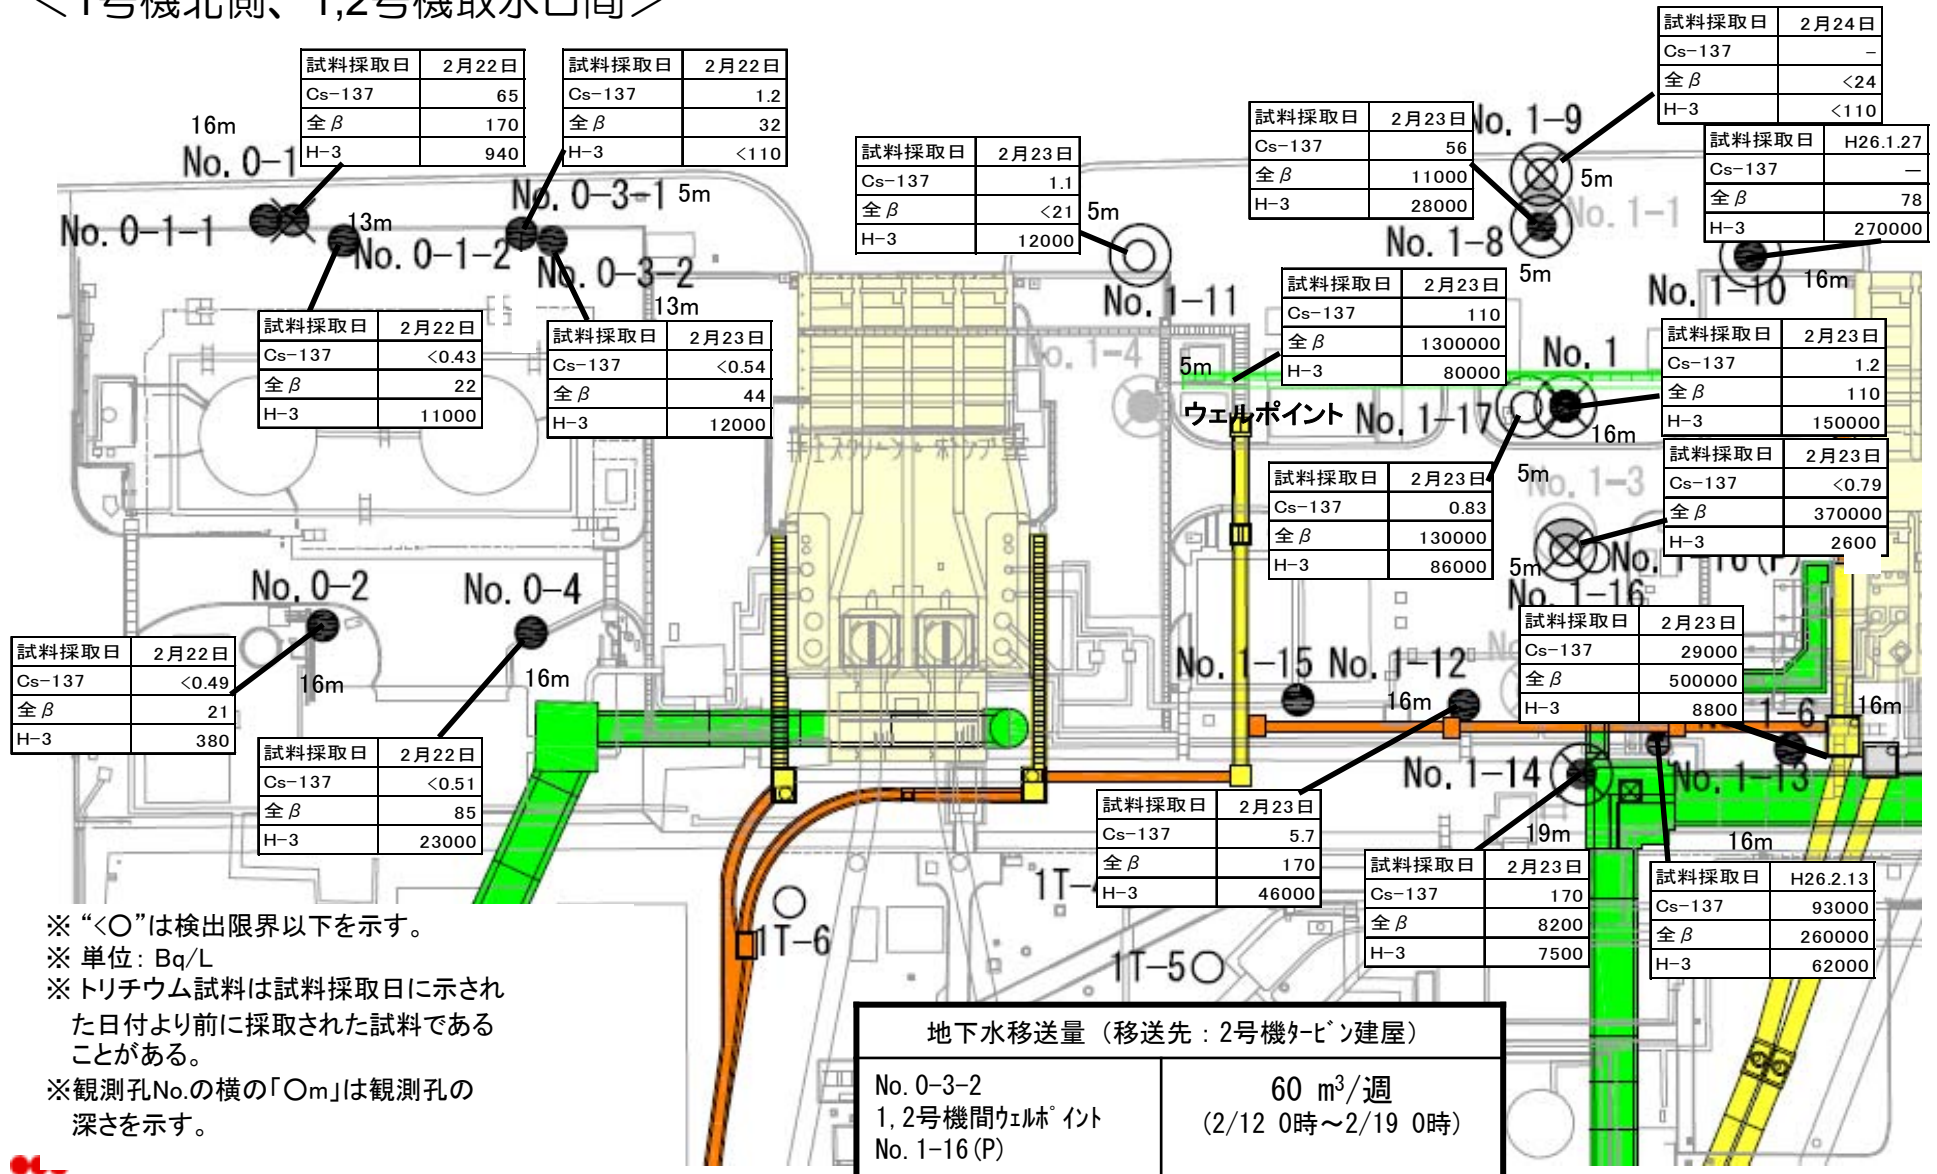 ＜1号機北側、1,2号機取水口間＞
試料採取日 2月22日
Cs-137 65
全β 170
H-3 940
試料採取日 2月22日
Cs-137 1.2
全β 32
H-3 <110
試料採取日 2月24日
Cs-137 －
全β <24
H-3 <110
試料採取日 2月23日
Cs-137 56
全β 11000
H-3 28000
試料採取日 H26.1.27
Cs-137 －
全β 78
H-3 270000
試料採取日 2月23日
Cs-137 1.1
全β <21
H-3 12000
16m
No. 0-1
No. 0-1-1
13m
No. 0-1-2
No. 0-3-1 5m
No. 0-3-2
13m
5m
No. 1-11
No. 1-9
5m
No. 1-1
No. 1-8
5m
No. 1-10
16m
試料採取日 2月22日
Cs-137 <0.43
全β 22
H-3 11000
試料採取日 2月23日
Cs-137 <0.54
全β 44
H-3 12000
試料採取日 2月23日
Cs-137 110
全β 1300000
H-3 80000
試料採取日 2月23日
Cs-137 1.2
全β 110
H-3 150000
5m
ウェルポイント
No. 1
No. 1-17
16m
5m
No. 1-3
試料採取日 2月23日
Cs-137 0.83
全β 130000
H-3 86000
試料採取日 2月23日
Cs-137 <0.79
全β 370000
H-3 2600
5m
No. 1-16(P)
No. 1-16
No. 0-2
16m
No. 0-4
16m
試料採取日 2月22日
Cs-137 <0.49
全β 21
H-3 380
試料採取日 2月22日
Cs-137 <0.51
全β 85
H-3 23000
試料採取日 2月23日
Cs-137 29000
全β 500000
H-3 8800
No. 1-15
No. 1-12
16m
1-6
16m
No. 1-14
19m
No. 1-13
16m
試料採取日 2月23日
Cs-137 5.7
全β 170
H-3 46000
試料採取日 2月23日
Cs-137 170
全β 8200
H-3 7500
試料採取日 H26.2.13
Cs-137 93000
全β 260000
H-3 62000
1T-6
1T-5
※ “<○”は検出限界以下を示す。
※ 単位: Bq/L
※ トリチウム試料は試料採取日に示され
た日付より前に採取された試料である
ことがある。
※観測孔No.の横の「○m」は観測孔の
深さを示す。
地下水移送量（移送先：2号機ﾀｰﾋﾞﾝ建屋）
No. 0-3-2
1,2号機間ｳｪﾙﾎﾟｲﾝﾄ
No. 1-16(P)
60 m³/週
(2/12 0時～2/19 0時)